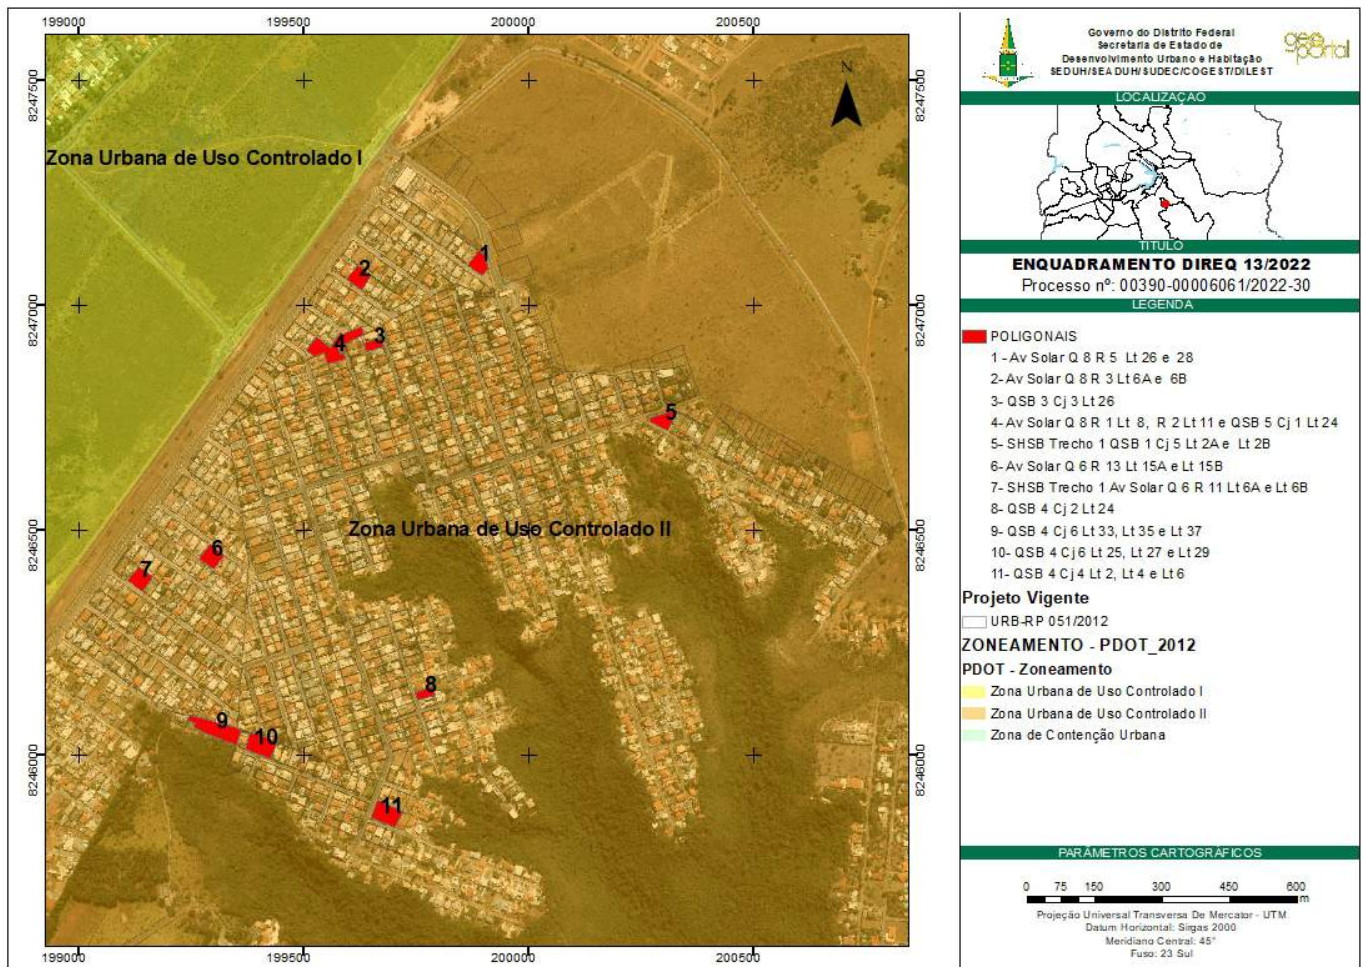 199000
199500
200000
200500
8247500
8247500
Zona Urbana de Uso Controlado I
N
1
2
8247000
8247000
3
4
5
Zona Urbana de Uso Controlado II
8246500
8246500
6
7
8
9
10
8246000
8246000
11
199000
199500
200000
200500
Governo do Distrito Federal
Secretaria de Estado de
Desenvolvimento Urbano e Habitação
SEDUH/SEADUH/SUDEC/COGEST/DILEST
geo
portal
LOCALIZAÇÃO
TITULO
ENQUADRAMENTO DIREQ 13/2022
Processo nº: 00390-00006061/2022-30
LEGENDA
POLIGONAIS
1 - Av Solar Q 8 R 5 Lt 26 e 28
2- Av Solar Q 8 R 3 Lt 6A e 6B
3- QSB 3 Cj 3 Lt 26
4- Av Solar Q 8 R 1 Lt 8, R 2 Lt 11 e QSB 5 Cj 1 Lt 24
5- SHSB Trecho 1 QSB 1 Cj 5 Lt 2A e Lt 2B
6- Av Solar Q 6 R 13 Lt 15A e Lt 15B
7- SHSB Trecho 1 Av Solar Q 6 R 11 Lt 6A e Lt 6B
8- QSB 4 Cj 2 Lt 24
9- QSB 4 Cj 6 Lt 33, Lt 35 e Lt 37
10- QSB 4 Cj 6 Lt 25, Lt 27 e Lt 29
11- QSB 4 Cj 4 Lt 2, Lt 4 e Lt 6
Projeto Vigente
URB-RP 051/2012
ZONEAMENTO - PDOT_2012
PDOT - Zoneamento
Zona Urbana de Uso Controlado I
Zona Urbana de Uso Controlado II
Zona de Contenção Urbana
PARÂMETROS CARTOGRÁFICOS
0 75 150 300 450 600
m
Projeção Universal Transversa De Mercator - UTM
Datum Horizontal: Sirgas 2000
Meridiano Central: 45°
Fuso: 23 Sul